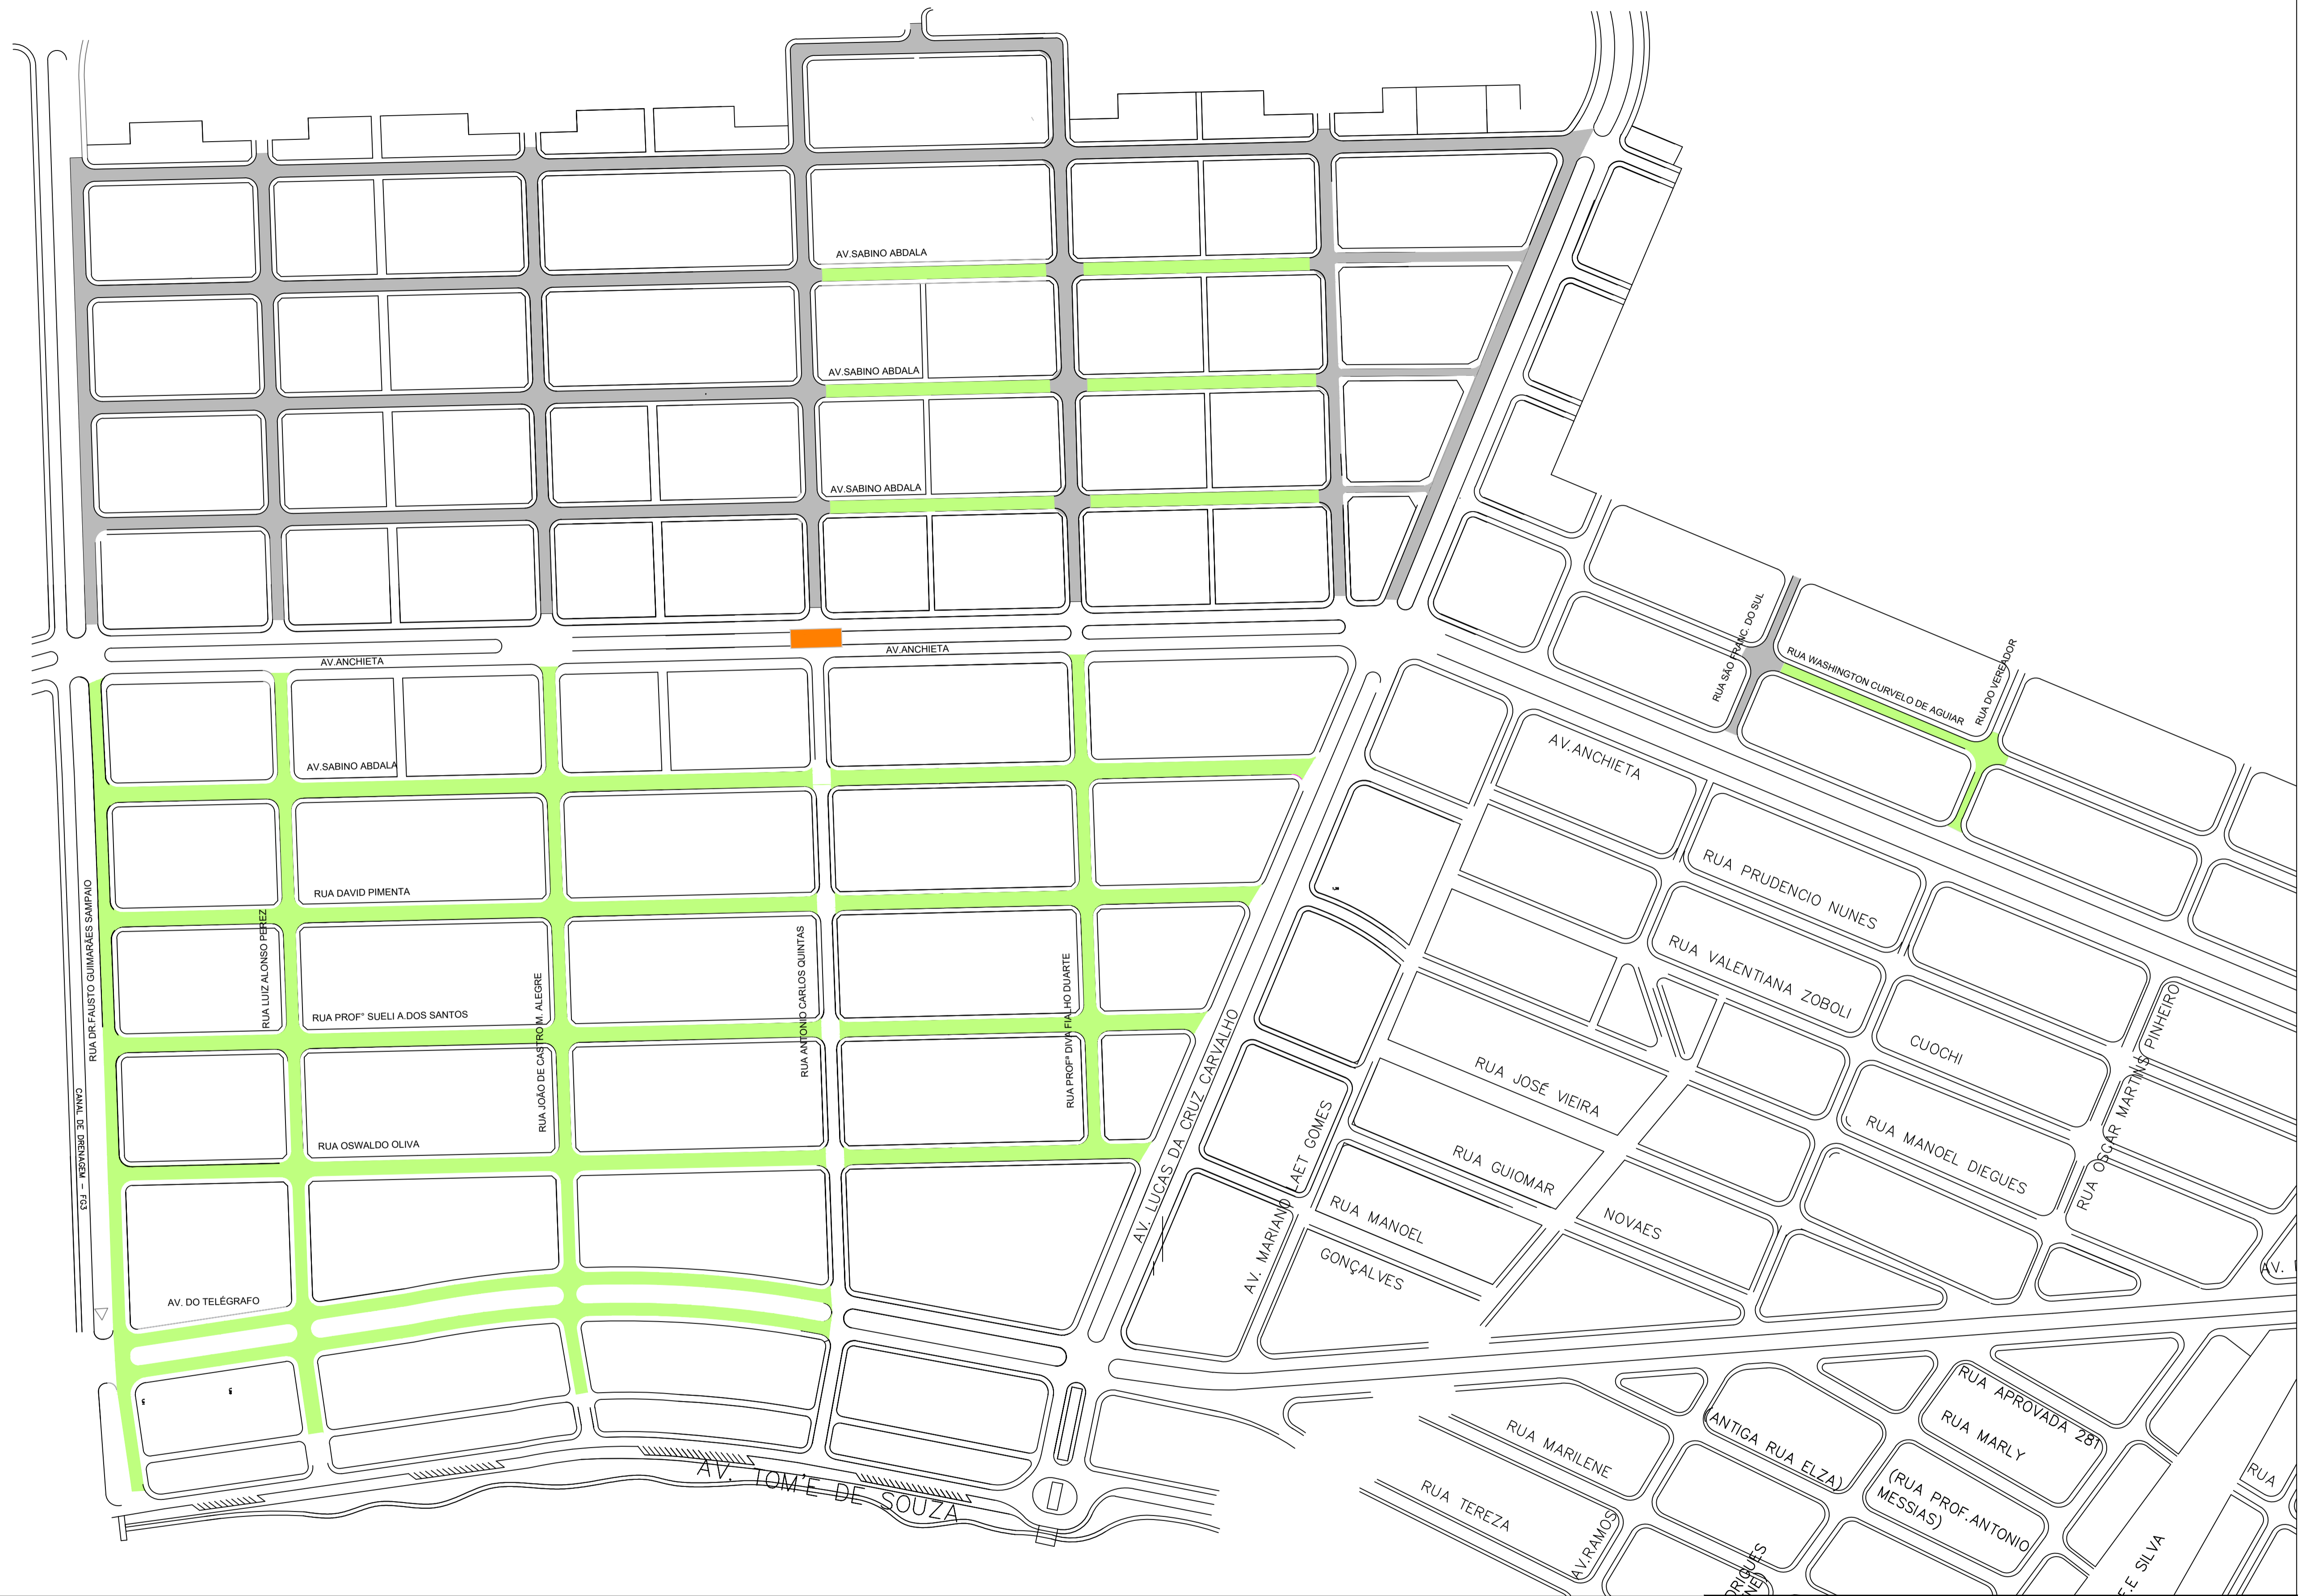 AV.SABINO ABDALA
AV.SABINO ABDALA
AV.SABINO ABDALA
AV.ANCHIETA
AV.ANCHIETA
RUA SÃO FRANC. DO SUL
RUA WASHINGTON CURVELO DE AGUIAR
RUA DO VEREADOR
AV.SABINO ABDALA
AV.ANCHIETA
RUA DAVID PIMENTA
RUA PRUDENCIO NUNES
RUA DR.FAUSTO GUIMARÃES SAMPAIO
RUA LUIZ ALONSO PEREZ
RUA JOÃO DE CASTRO M. ALEGRE
RUA ANTONIO CARLOS QUINTAS
RUA PROFª DIVA FIALHO DUARTE
RUA VALENTIANA ZOBOLI
RUA PROF° SUELI A.DOS SANTOS
CUOCHI
RUA OSCAR MARTINS PINHEIRO
AV. LUCAS DA CRUZ CARVALHO
RUA JOSÉ VIEIRA
CANAL DE DRENAGEM - FG3
RUA OSWALDO OLIVA
RUA GUIOMAR
RUA MANOEL DIEGUES
AV. MARIANO LAET GOMES
RUA MANOEL
NOVAES
GONÇALVES
AV.
AV. DO TELÉGRAFO
RUA APROVADA 281
RUA MARLY
(ANTIGA RUA ELZA)
RUA MARILENE
(RUA PROF.ANTONIO
MESSIAS)
RUA
AV. TOM'E DE SOUZA
RUA TEREZA
AV.RAMOS
E SILVA